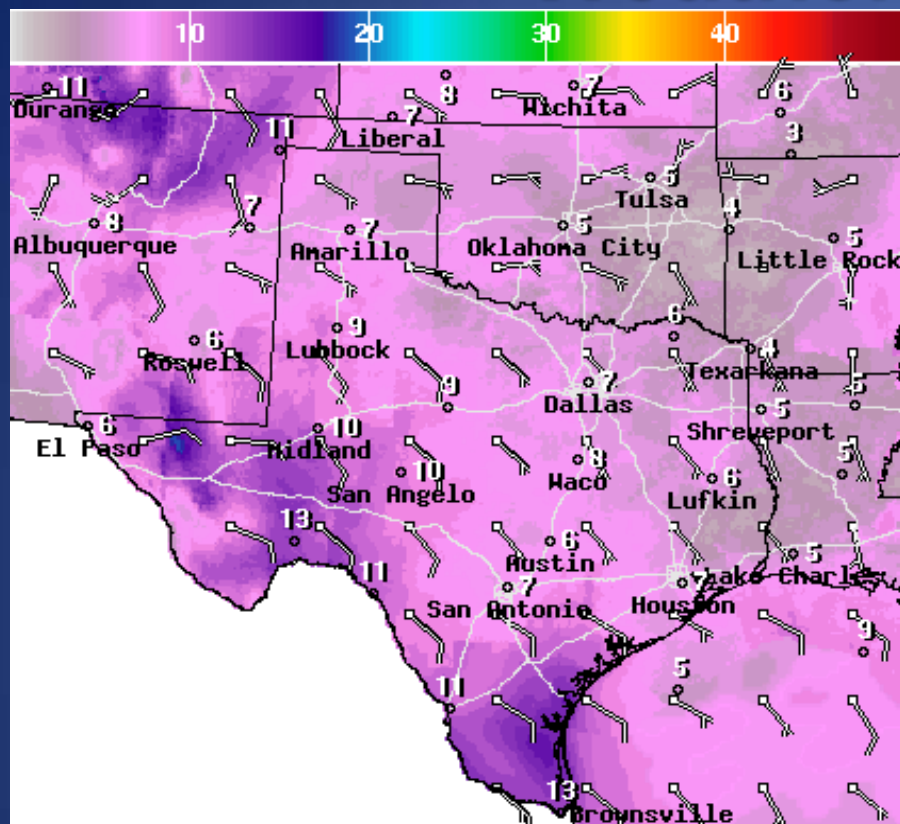 10 20 30 40
11 8 7 6
Durango Wichita
11 7 3
Liberal
7 5 4
Tulsa
8 7 5 5
Albuquerque Amarillo Oklahoma City Little Rock
9 6
6 Lubbock 4
Roswell Texarkana
9 7 5
Dallas 5
6 10 Shreveport
El Paso Midland 8 5
10 Waco 6
San Angelo Lufkin
13 6 5
Austin
11 7 7 Lake Charles
San Antonio Houston
9
11 5
13
Brownsville